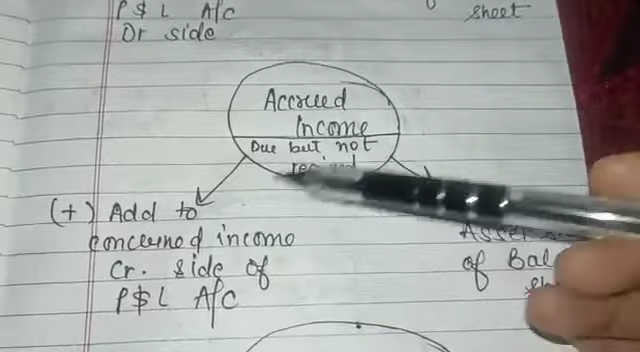 P & L A/c
Dr side
sheet
Accrued
Income
Due but not
(+) Add to
concerned income
Cr. side of
P & L A/c
of Bal